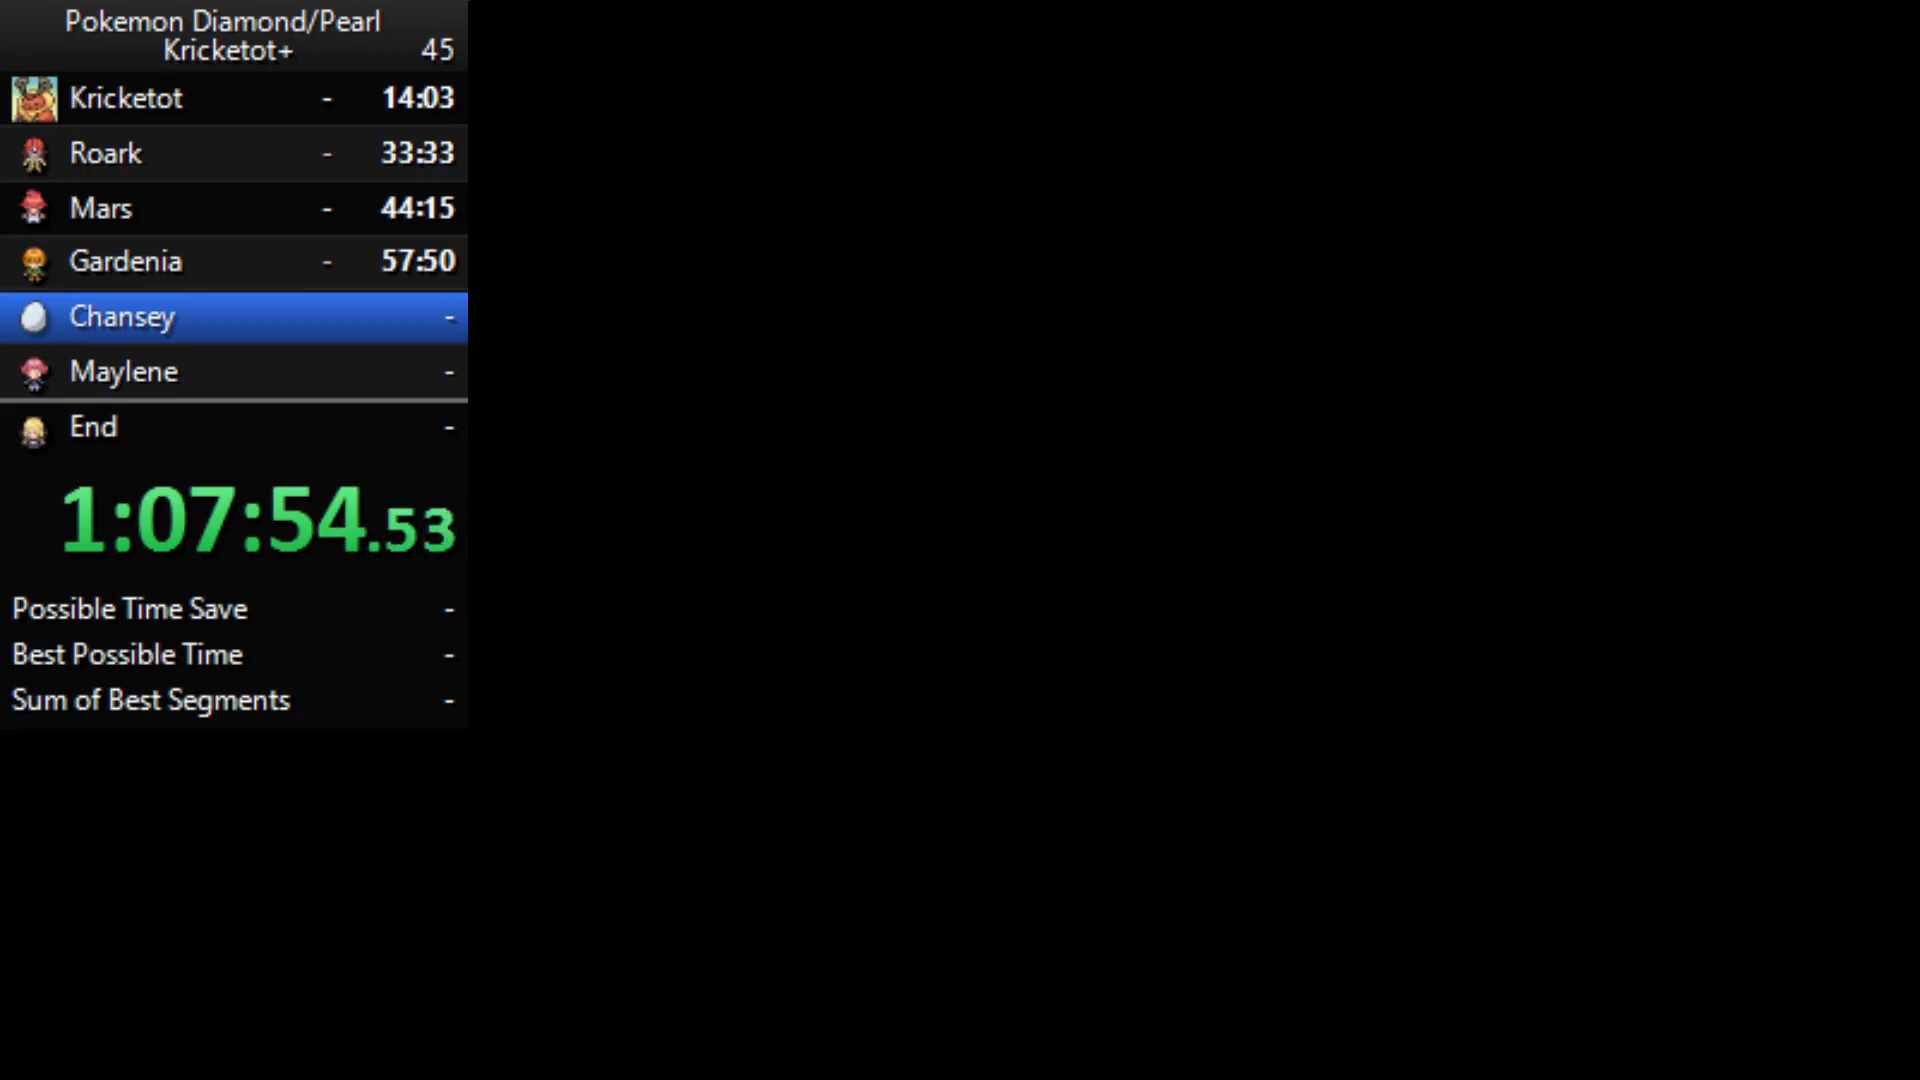 Pokemon Diamond/Pearl
Kricketot+ 45
Kricketot - 14:03
Roark - 33:33
Mars - 44:15
Gardenia - 57:50
Chansey -
Maylene -
End -
1:07:54.53
Possible Time Save -
Best Possible Time -
Sum of Best Segments -